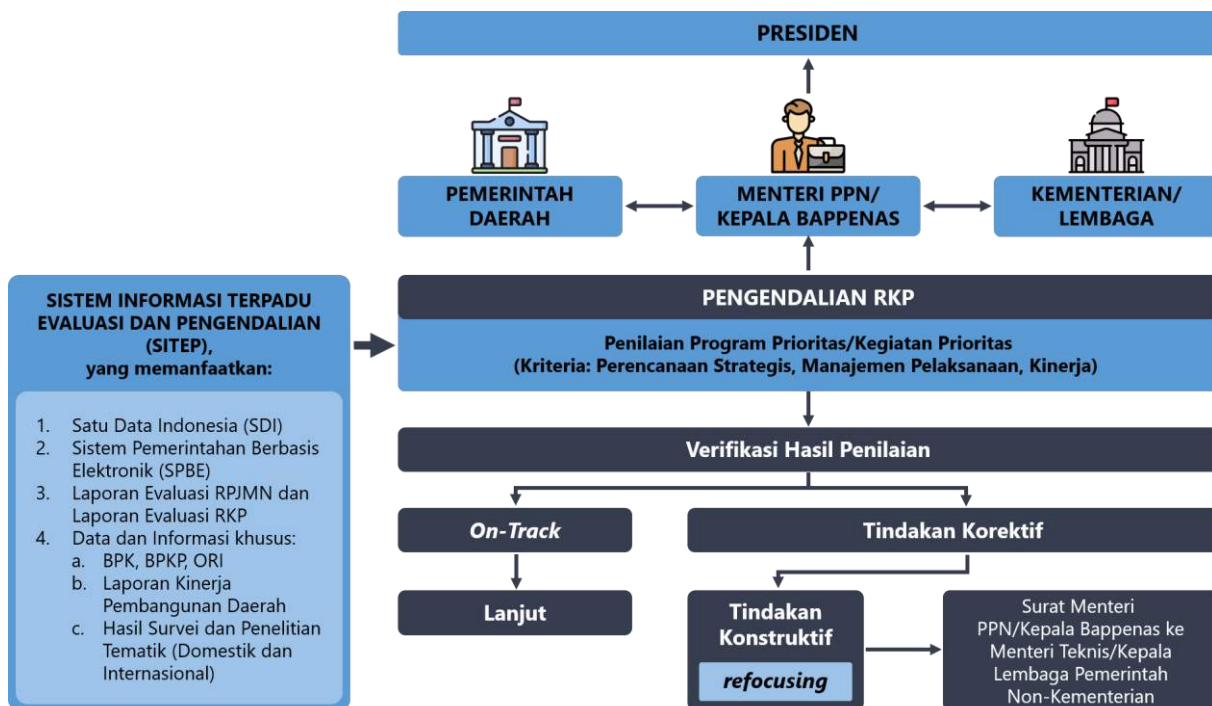 PRESIDEN
PEMERINTAH
DAERAH
MENTERI PPN/
KEPALA BAPPENAS
KEMENTERIAN/
LEMBAGA
SISTEM INFORMASI TERPADU
EVALUASI DAN PENGENDALIAN
(SITEP),
yang memanfaatkan:
1. Satu Data Indonesia (SDI)
2. Sistem Pemerintahan Berbasis
Elektronik (SPBE)
3. Laporan Evaluasi RPJMN dan
Laporan Evaluasi RKP
4. Data dan Informasi khusus:
a. BPK, BPKP, ORI
b. Laporan Kinerja
Pembangunan Daerah
c. Hasil Survei dan Penelitian
Tematik (Domestik dan
Internasional)
PENGENDALIAN RKP
Penilaian Program Prioritas/Kegiatan Prioritas
(Kriteria: Perencanaan Strategis, Manajemen Pelaksanaan, Kinerja)
Verifikasi Hasil Penilaian
On-Track
Tindakan Korektif
Lanjut
Tindakan
Konstruktif
refocusing
Surat Menteri
PPN/Kepala Bappenas ke
Menteri Teknis/Kepala
Lembaga Pemerintah
Non-Kementerian